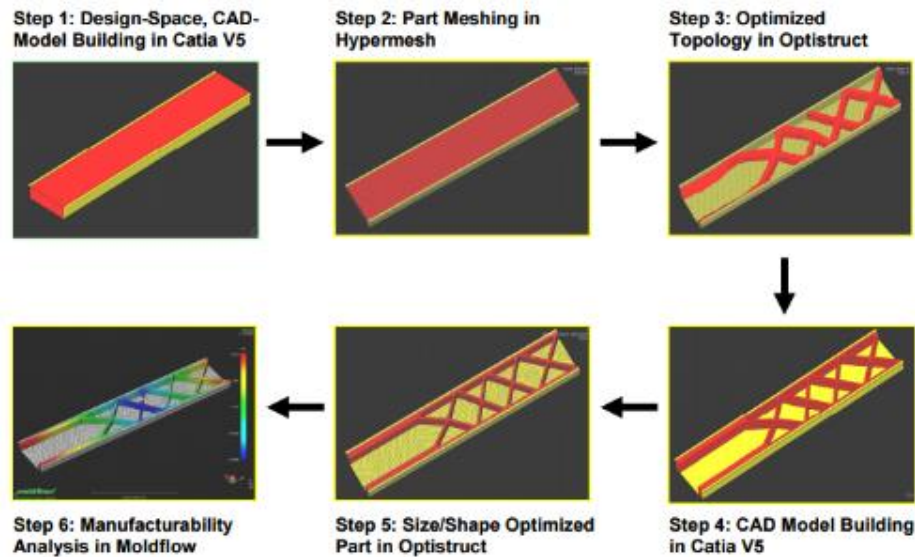 Step 1: Design-Space, CAD-
Model Building in Catia V5
Step 2: Part Meshing in
Hypermesh
Step 3: Optimized
Topology in Optistruct
Step 6: Manufacturability
Analysis in Moldflow
Step 5: Size/Shape Optimized
Part in Optistruct
Step 4: CAD Model Building
in Catia V5